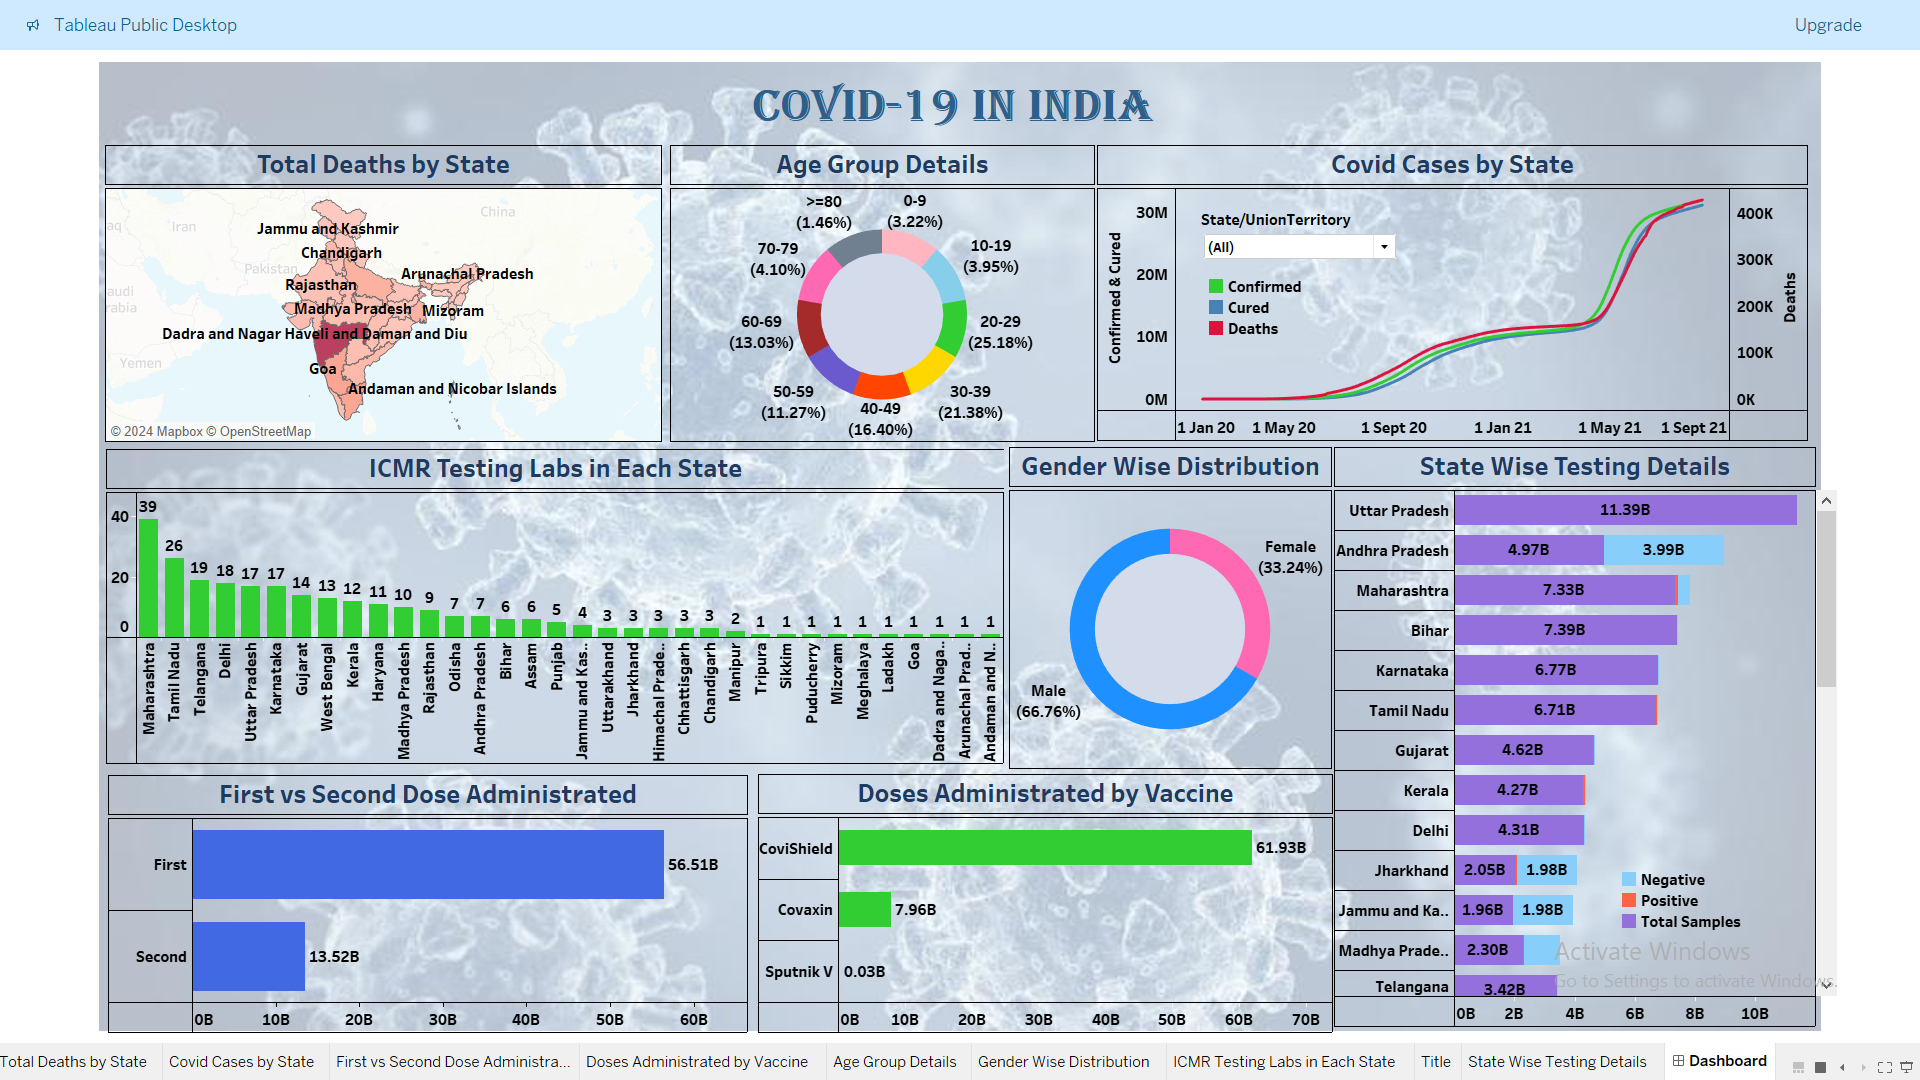 Tableau Public Desktop
Upgrade
COVID-19 IN INDIA
Total Deaths by State
Iran
China
Pakistan
Yemen
Jammu and Kashmir
Chandigarh
Arunachal Pradesh
Rajasthan
Madhya Pradesh
Mizoram
Dadra and Nagar Haveli and Daman and Diu
Goa
Andaman and Nicobar Islands
© 2024 Mapbox © OpenStreetMap
Age Group Details
>=80
(1.46%)
0-9
(3.22%)
70-79
(4.10%)
10-19
(3.95%)
60-69
(13.03%)
20-29
(25.18%)
50-59
(11.27%)
40-49
(16.40%)
30-39
(21.38%)
Covid Cases by State
Confirmed & Cured
30M
20M
10M
0M
State/UnionTerritory
(All)
Confirmed
Cured
Deaths
400K
300K
200K
100K
0K
Deaths
1 Jan 20
1 May 20
1 Sept 20
1 Jan 21
1 May 21
1 Sept 21
ICMR Testing Labs in Each State
40
20
0
39
26
19
18
17
17
14
13
12
11
10
9
7
7
6
6
5
4
3
3
3
3
3
2
1
1
1
1
1
1
1
1
1
1
Maharashtra
Tamil Nadu
Telangana
Delhi
Uttar Pradesh
Karnataka
Gujarat
West Bengal
Kerala
Haryana
Madhya Pradesh
Rajasthan
Odisha
Andhra Pradesh
Bihar
Assam
Punjab
Jammu and Kas..
Uttarakhand
Jharkhand
Himachal Prade..
Chhattisgarh
Chandigarh
Manipur
Tripura
Sikkim
Puducherry
Mizoram
Meghalaya
Ladakh
Goa
Dadra and Naga..
Arunachal Prad..
Andaman and N..
Gender Wise Distribution
Female
(33.24%)
Male
(66.76%)
State Wise Testing Details
Uttar Pradesh 11.39B
Andhra Pradesh 4.97B 3.99B
Maharashtra 7.33B
Bihar 7.39B
Karnataka 6.77B
Tamil Nadu 6.71B
Gujarat 4.62B
Kerala 4.27B
Delhi 4.31B
Jharkhand 2.05B 1.98B
Jammu and Ka.. 1.96B 1.98B
Madhya Prade.. 2.30B
Telangana 3.42B
Negative
Positive
Total Samples
0B 2B 4B 6B 8B 10B
Activate Windows
Go to Settings to activate Windows.
First vs Second Dose Administrated
First 56.51B
Second 13.52B
0B 10B 20B 30B 40B 50B 60B
Doses Administrated by Vaccine
CoviShield 61.93B
Covaxin 7.96B
Sputnik V 0.03B
0B 10B 20B 30B 40B 50B 60B 70B
Total Deaths by State
Covid Cases by State
First vs Second Dose Administra...
Doses Administrated by Vaccine
Age Group Details
Gender Wise Distribution
ICMR Testing Labs in Each State
Title
State Wise Testing Details
Dashboard